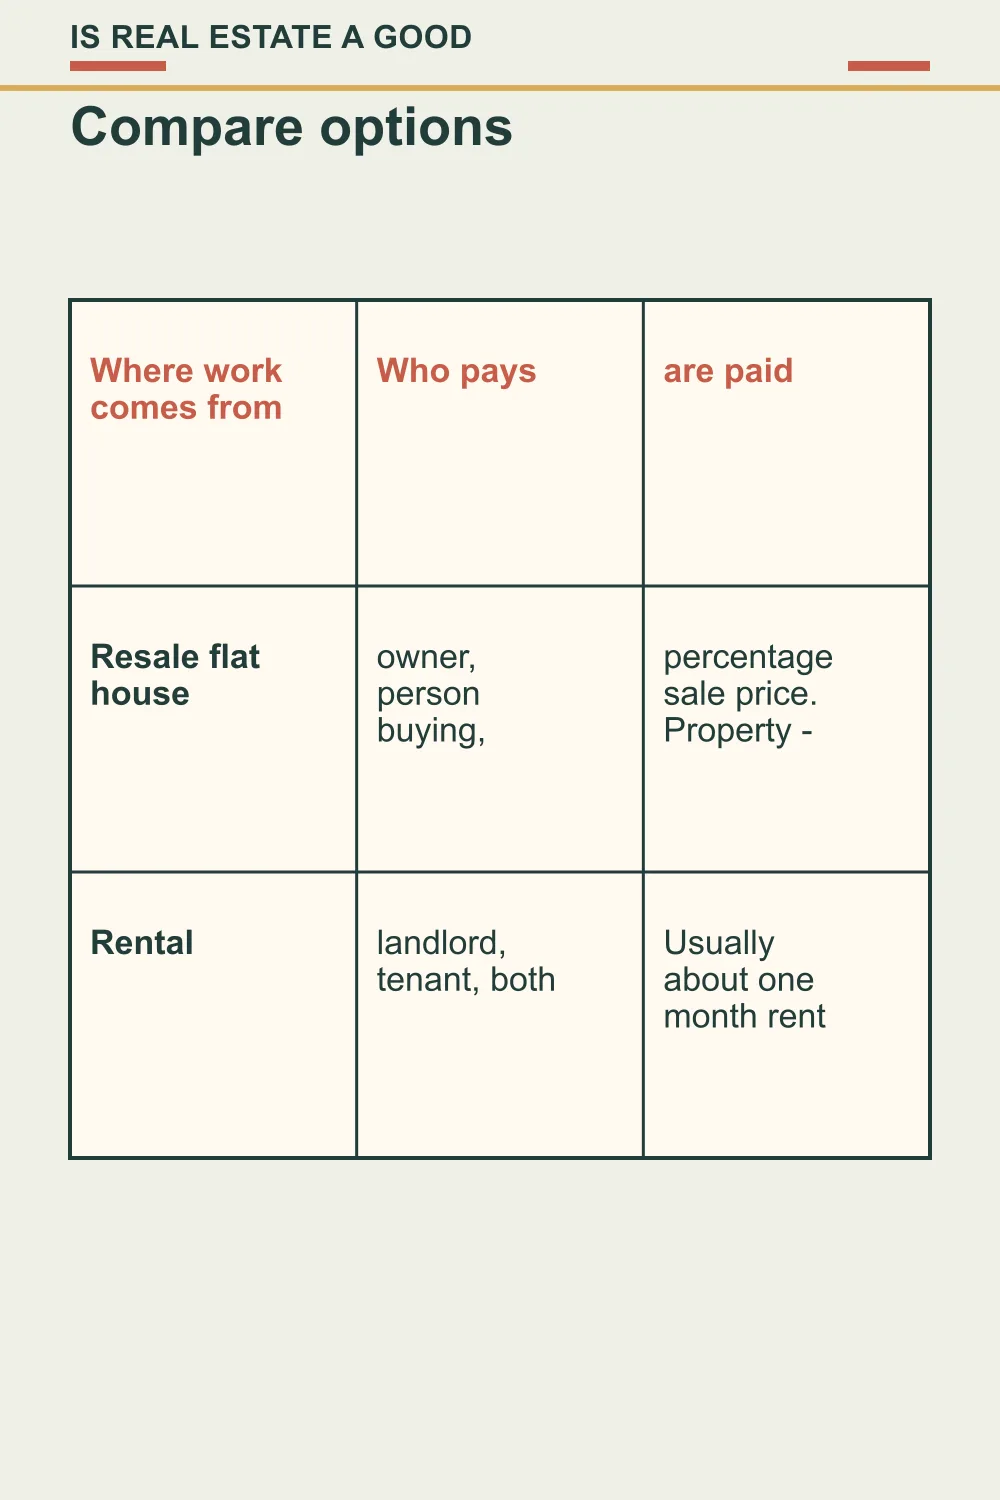 IS REAL ESTATE A GOOD
Compare options
Where work
comes from
Who pays
are paid
Resale flat
house
owner,
person
buying,
percentage
sale price.
Property -
Rental
landlord,
tenant, both
Usually
about one
month rent